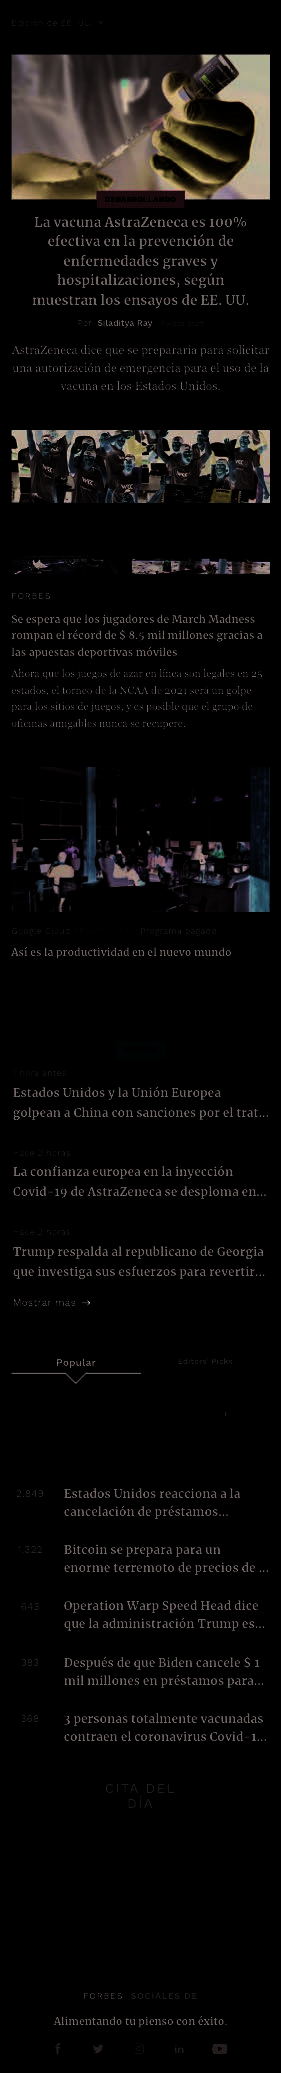 Edición de EE. UU.
DESARROLLANDO
La vacuna AstraZeneca es 100%
efectiva en la prevención de
enfermedades graves y
hospitalizaciones, según
muestran los ensayos de EE. UU.
Por Siladitya Ray
AstraZeneca dice que se prepararía para solicitar
una autorización de emergencia para el uso de la
vacuna en los Estados Unidos.
FORBES
Se espera que los jugadores de March Madness
rompan el récord de $ 8.5 mil millones gracias a
las apuestas deportivas móviles
Ahora que los juegos de azar en línea son legales en 25
estados, el torneo de la NCAA de 2021 será un golpe
para los sitios de juegos, y es posible que el grupo de
oficinas amigables nunca se recupere.
Google Cloud Programa pagado
Así es la productividad en el nuevo mundo
1 hora antes
Estados Unidos y la Unión Europea
golpean a China con sanciones por el trat...
Hace 2 horas
La confianza europea en la inyección
Covid-19 de AstraZeneca se desploma en...
Hace 2 horas
Trump respalda al republicano de Georgia
que investiga sus esfuerzos para revertir...
Mostrar más →
Popular
Editors' Picks
2,849
Estados Unidos reacciona a la
cancelación de préstamos...
1,322
Bitcoin se prepara para un
enorme terremoto de precios de ...
643
Operation Warp Speed Head dice
que la administración Trump es...
393
Después de que Biden cancele $ 1
mil millones en préstamos para...
368
3 personas totalmente vacunadas
contraen el coronavirus Covid-1...
CITA DEL
DÍA
FORBES SOCIALES DE
Alimentando tu pienso con éxito.